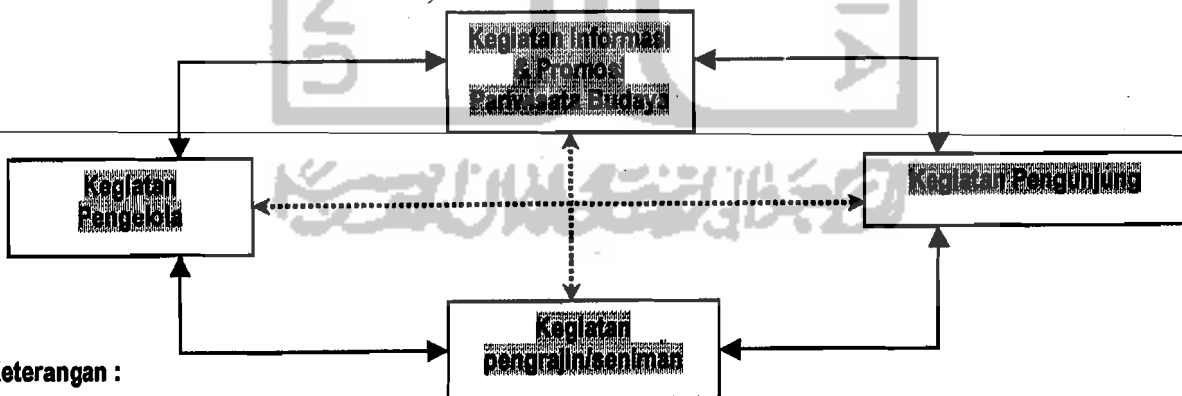 Kegiatan Informasi
& Promosi
Pariwisata Budaya
Kegiatan
Pengelola
Kegiatan Pengunjung
Kegiatan
pengrajin/seniman
Keterangan :